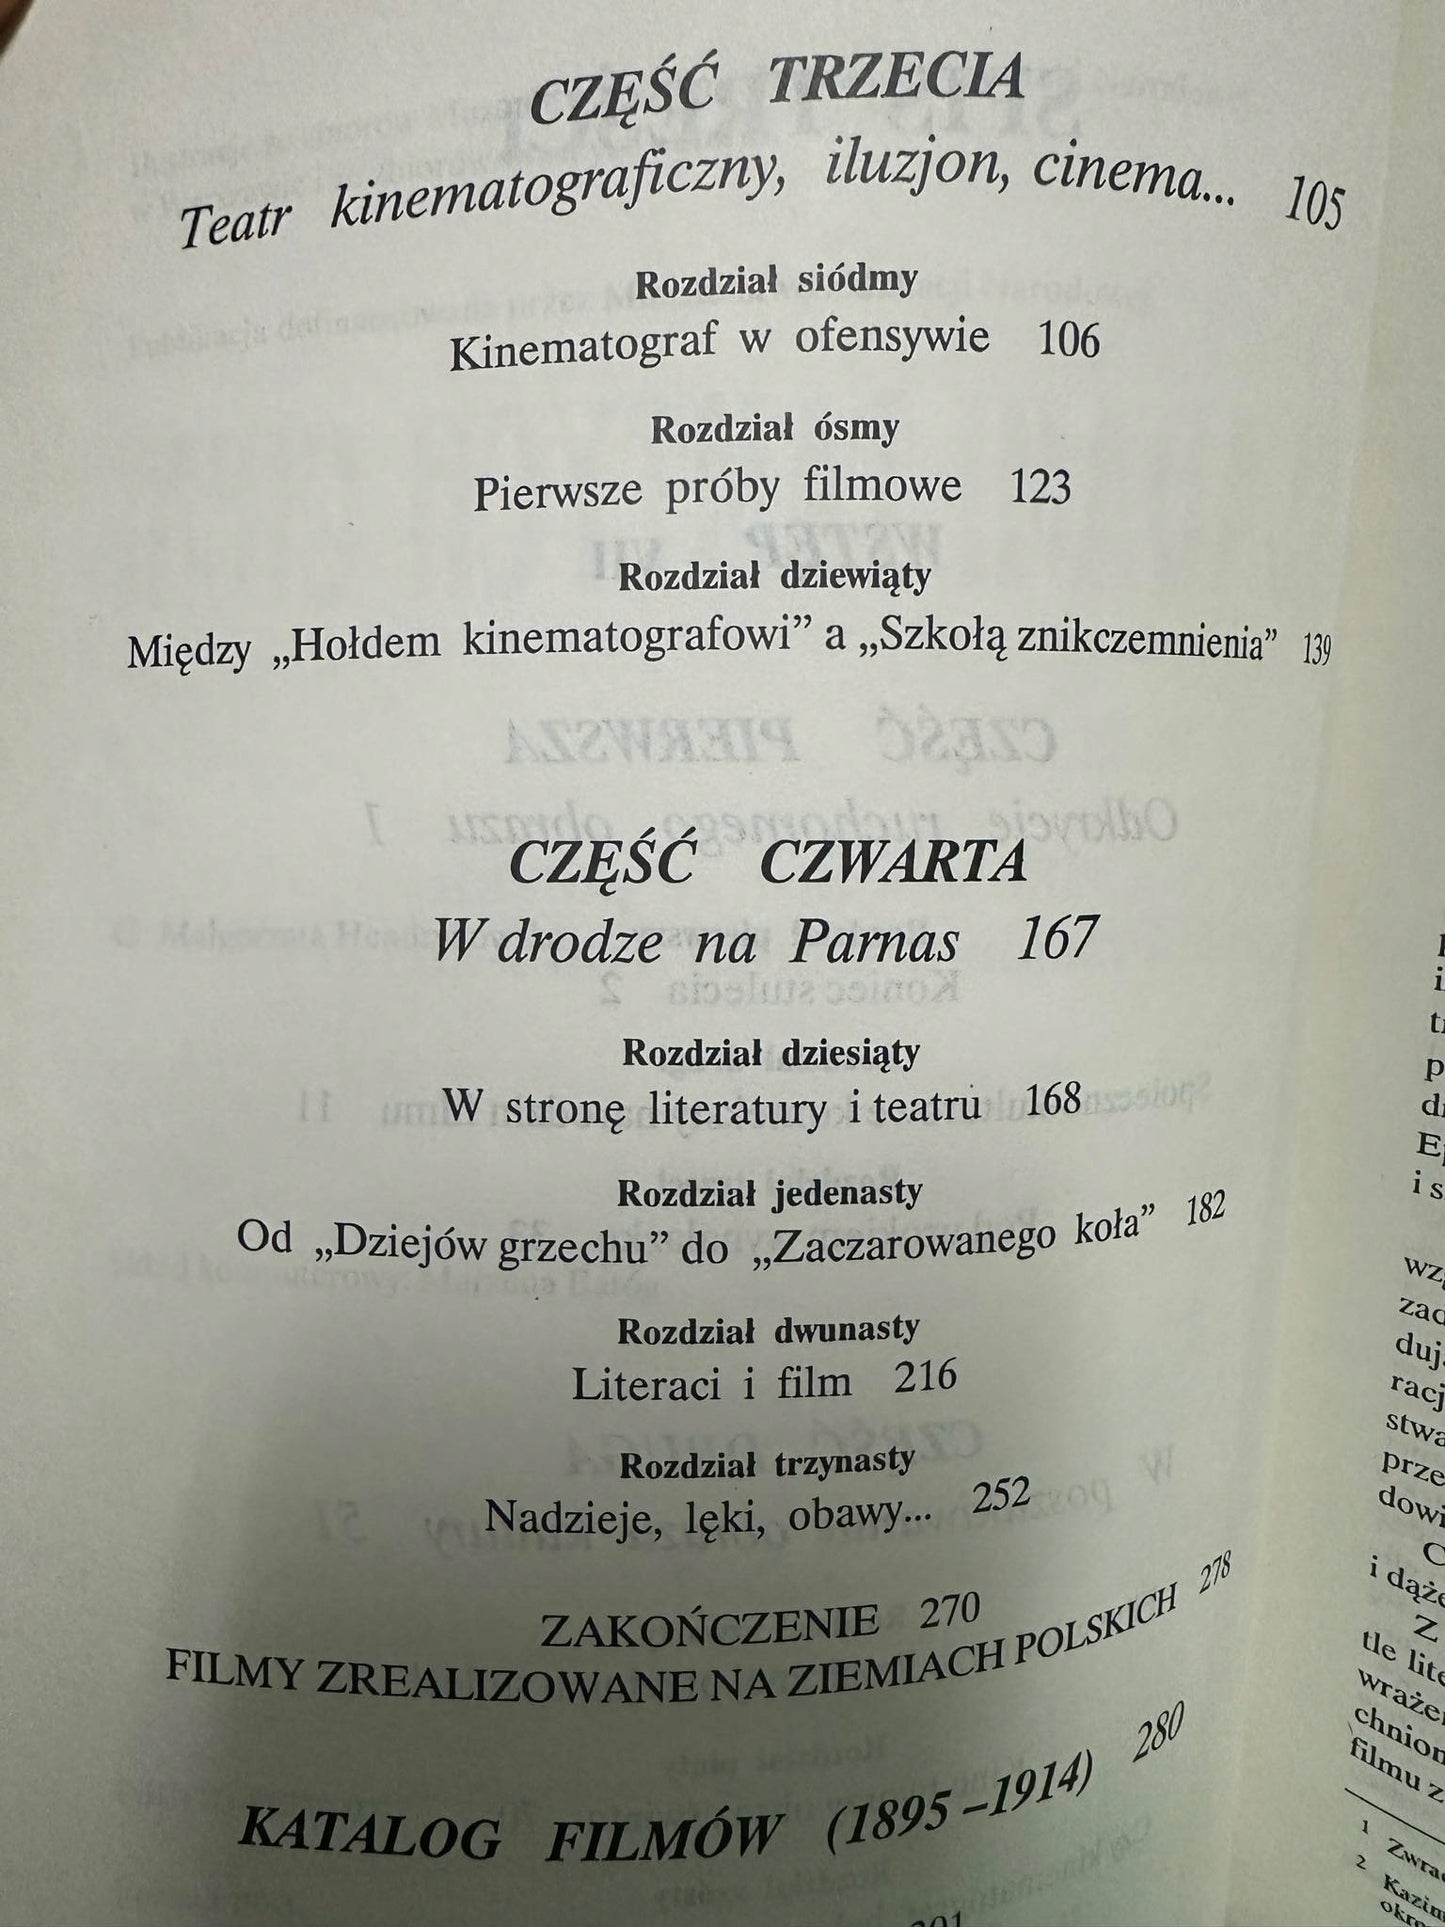 CZĘŚĆ TRZECIA
Teatr kinematograficzny, iluzjon, cinema... 105
Rozdział siódmy
Kinematograf w ofensywie 106
Rozdział ósmy
Pierwsze próby filmowe 123
Rozdział dziewiąty
Między „Hołdem kinematografowi” a „Szkołą znikczemnienia” 139
CZĘŚĆ CZWARTA
W drodze na Parnas 167
Rozdział dziesiąty
W stronę literatury i teatru 168
Rozdział jedenasty
Od „Dziejów grzechu” do „Zaczarowanego koła” 182
Rozdział dwunasty
Literaci i film 216
Rozdział trzynasty
Nadzieje, lęki, obawy... 252
ZAKOŃCZENIE 270
FILMY ZREALIZOWANE NA ZIEMIACH POLSKICH 278
KATALOG FILMÓW (1895–1914) 280